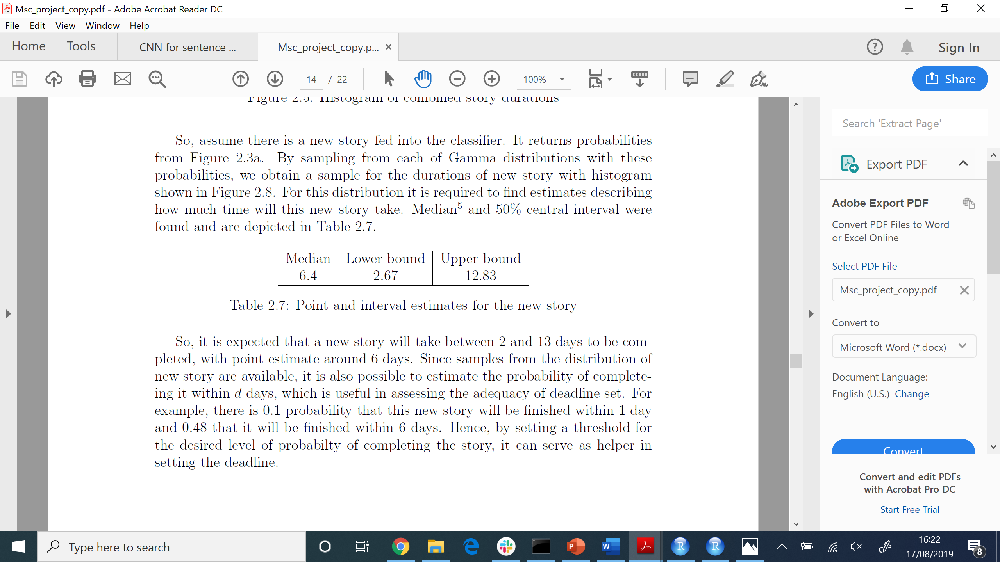 Msc_project_copy.pdf - Adobe Acrobat Reader DC
File Edit View Window Help
Home Tools CNN for sentence ... Msc_project_copy.p... Sign In
14 / 22 100% Share
Figure 2.5: Histogram of combined story durations
So, assume there is a new story fed into the classifier. It returns probabilities
from Figure 2.3a. By sampling from each of Gamma distributions with these
probabilities, we obtain a sample for the durations of new story with histogram
shown in Figure 2.8. For this distribution it is required to find estimates describing
how much time will this new story take. Median5 and 50% central interval were
found and are depicted in Table 2.7.
Median Lower bound Upper bound
6.4 2.67 12.83
Table 2.7: Point and interval estimates for the new story
So, it is expected that a new story will take between 2 and 13 days to be com-
pleted, with point estimate around 6 days. Since samples from the distribution of
new story are available, it is also possible to estimate the probability of complete-
ing it within d days, which is useful in assessing the adequacy of deadline set. For
example, there is 0.1 probability that this new story will be finished within 1 day
and 0.48 that it will be finished within 6 days. Hence, by setting a threshold for
the desired level of probabilty of completing the story, it can serve as helper in
setting the deadline.
Search 'Extract Page'
Export PDF
Adobe Export PDF
Convert PDF Files to Word
or Excel Online
Select PDF File
Msc_project_copy.pdf
Convert to
Microsoft Word (*.docx)
Document Language:
English (U.S.) Change
Convert
Convert and edit PDFs
with Acrobat Pro DC
Start Free Trial
Type here to search
16:22
17/08/2019
8